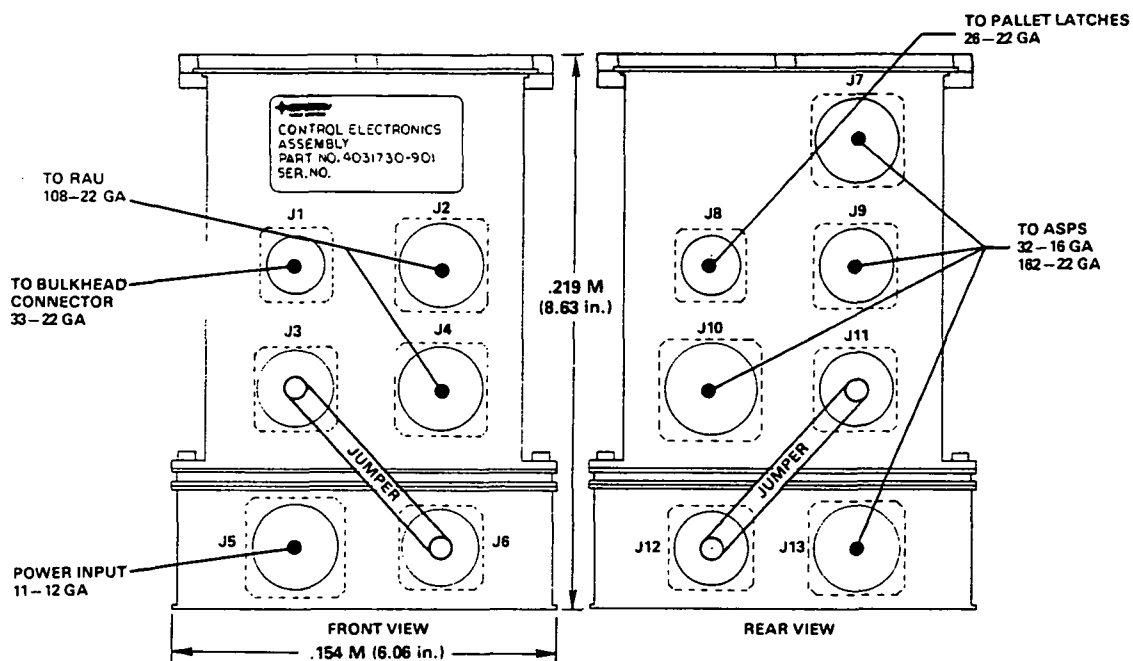 TO PALLET LATCHES
26–22 GA
J7
CONTROL ELECTRONICS
ASSEMBLY
PART NO. 4031730-901
SER. NO.
TO RAU
108–22 GA
J1
J2
J8
J9
TO ASPS
32–16 GA
162–22 GA
TO BULKHEAD
CONNECTOR
33–22 GA
.219 M
(8.63 in.)
J3
J4
J10
J11
JUMPER
JUMPER
J5
J6
J12
J13
POWER INPUT
11–12 GA
FRONT VIEW
REAR VIEW
.154 M (6.06 in.)